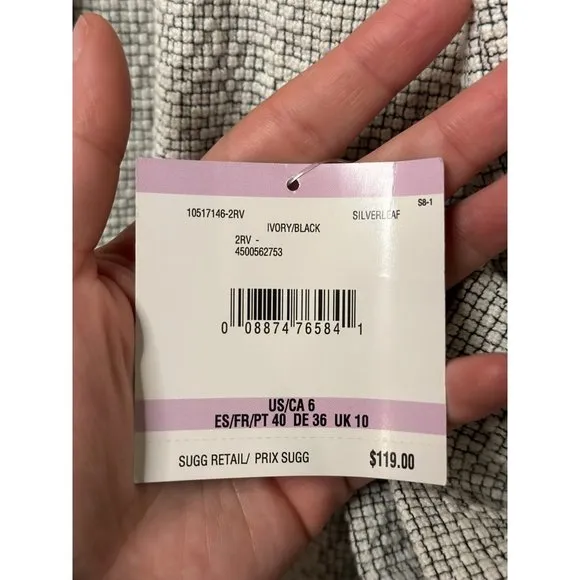 S8-1
10517146-2RV SILVERLEAF
IVORY/BLACK
2RV -
4500562753
0 08874 76584 1
US/CA 6
ES/FR/PT 40 DE 36 UK 10
SUGG RETAIL/ PRIX SUGG $119.00